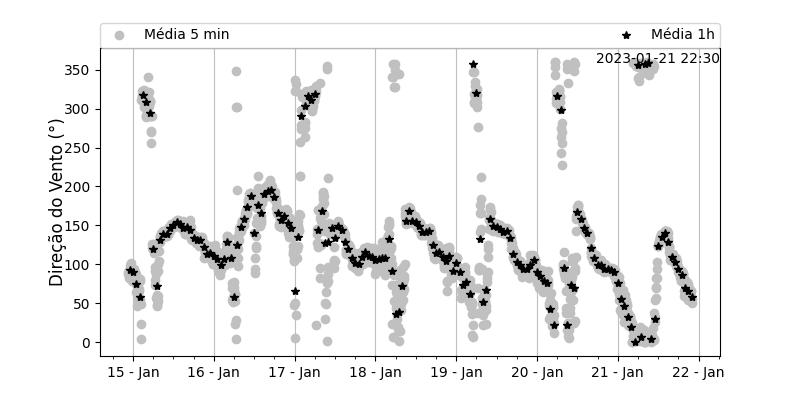 Média 5 min
Média 1h
2023-01-21 22:30
Direção do Vento (°)
350
300
250
200
150
100
50
0
15 - Jan
16 - Jan
17 - Jan
18 - Jan
19 - Jan
20 - Jan
21 - Jan
22 - Jan